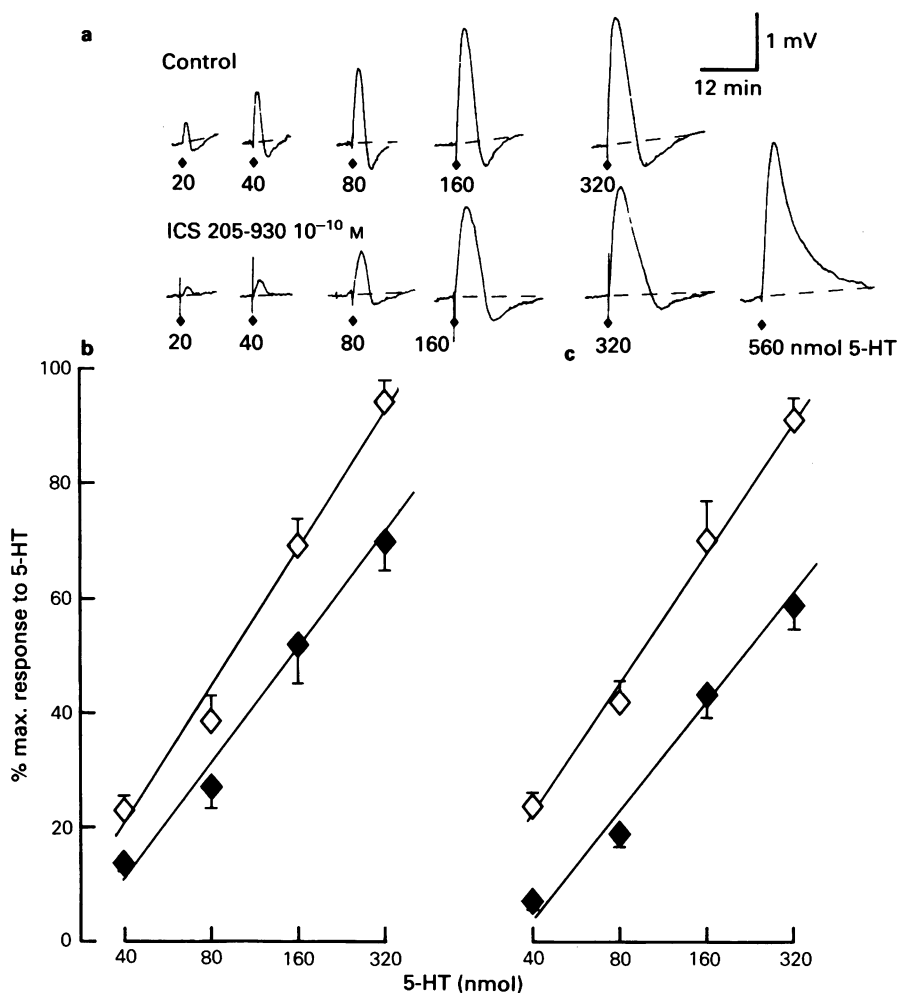 a
Control
1 mV
12 min
20 40 80 160 320
ICS 205-930 10⁻¹⁰ M
20 40 80 160 320 560 nmol 5-HT
b c
% max. response to 5-HT
100
80
60
40
20
0
40 80 160 320 40 80 160 320
5-HT (nmol)